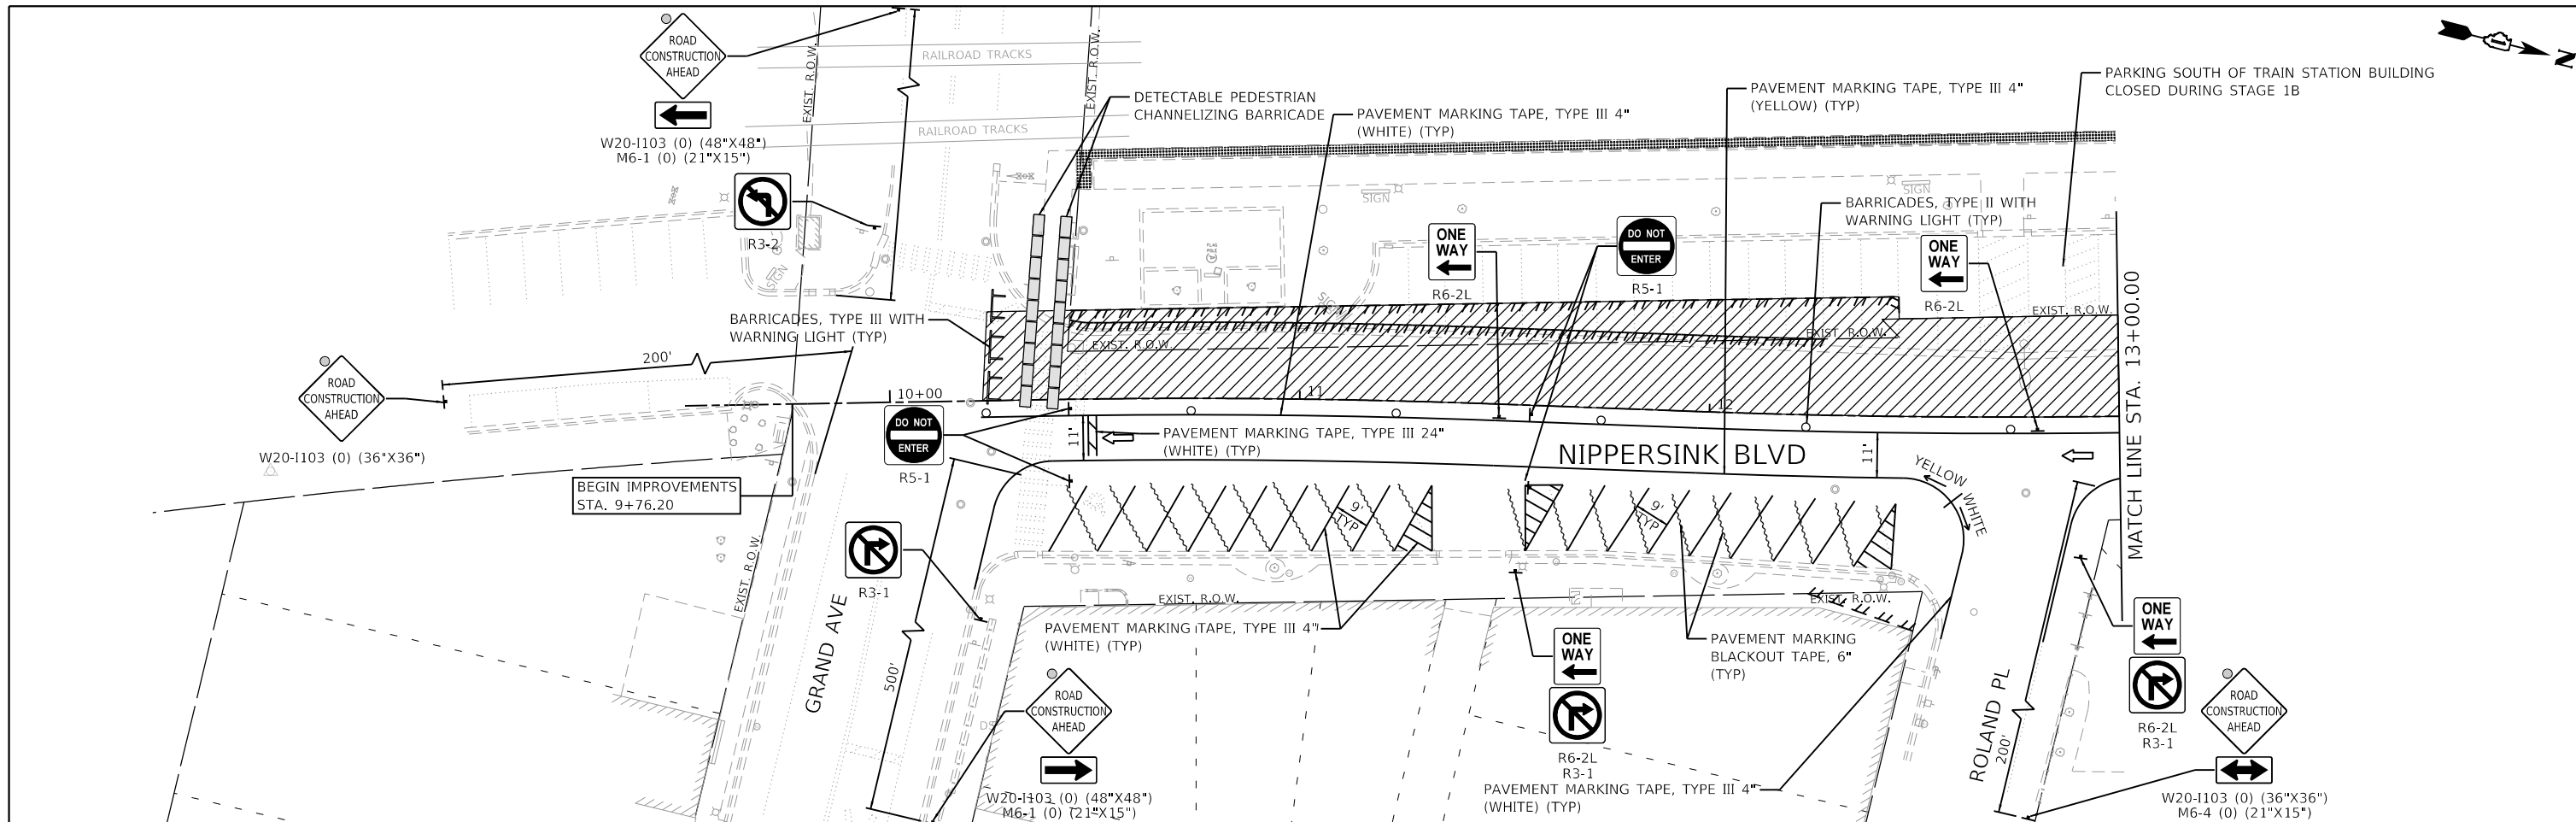 ROAD
CONSTRUCTION
AHEAD
W20-I103 (0) (48"X48")
M6-1 (0) (21"X15")
R3-2
EXIST. R.O.W.
RAILROAD TRACKS
RAILROAD TRACKS
EXIST. R.O.W.
DETECTABLE PEDESTRIAN
CHANNELIZING BARRICADE
PAVEMENT MARKING TAPE, TYPE III 4"
(WHITE) (TYP)
PAVEMENT MARKING TAPE, TYPE III 4"
(YELLOW) (TYP)
PARKING SOUTH OF TRAIN STATION BUILDING
CLOSED DURING STAGE 1B
N
SIGN
SIGN
SIGN
SIGN
FLAG
POLE
BARRICADES, TYPE II WITH
WARNING LIGHT (TYP)
ONE
WAY
R6-2L
DO NOT
ENTER
R5-1
ONE
WAY
R6-2L
EXIST. R.O.W.
EXIST. R.O.W.
EXIST. R.O.W.
BARRICADES, TYPE III WITH
WARNING LIGHT (TYP)
200'
ROAD
CONSTRUCTION
AHEAD
W20-I103 (0) (36"X36")
10+00
11
12
MATCH LINE STA. 13+00.00
DO NOT
ENTER
R5-1
11'
PAVEMENT MARKING TAPE, TYPE III 24"
(WHITE) (TYP)
NIPPERSINK BLVD
11'
YELLOW
WHITE
BEGIN IMPROVEMENTS
STA. 9+76.20
9'
TYP
9'
TYP
R3-1
EXIST. R.O.W.
GRAND AVE
500'
EXIST. R.O.W.
EXIST. R.O.W.
PAVEMENT MARKING TAPE, TYPE III 4"
(WHITE) (TYP)
ONE
WAY
R6-2L
R3-1
PAVEMENT MARKING
BLACKOUT TAPE, 6"
(TYP)
ONE
WAY
R6-2L
R3-1
ROAD
CONSTRUCTION
AHEAD
W20-I103 (0) (48"X48")
M6-1 (0) (21"X15")
PAVEMENT MARKING TAPE, TYPE III 4"
(WHITE) (TYP)
ROLAND PL
200'
ROAD
CONSTRUCTION
AHEAD
W20-I103 (0) (36"X36")
M6-4 (0) (21"X15")